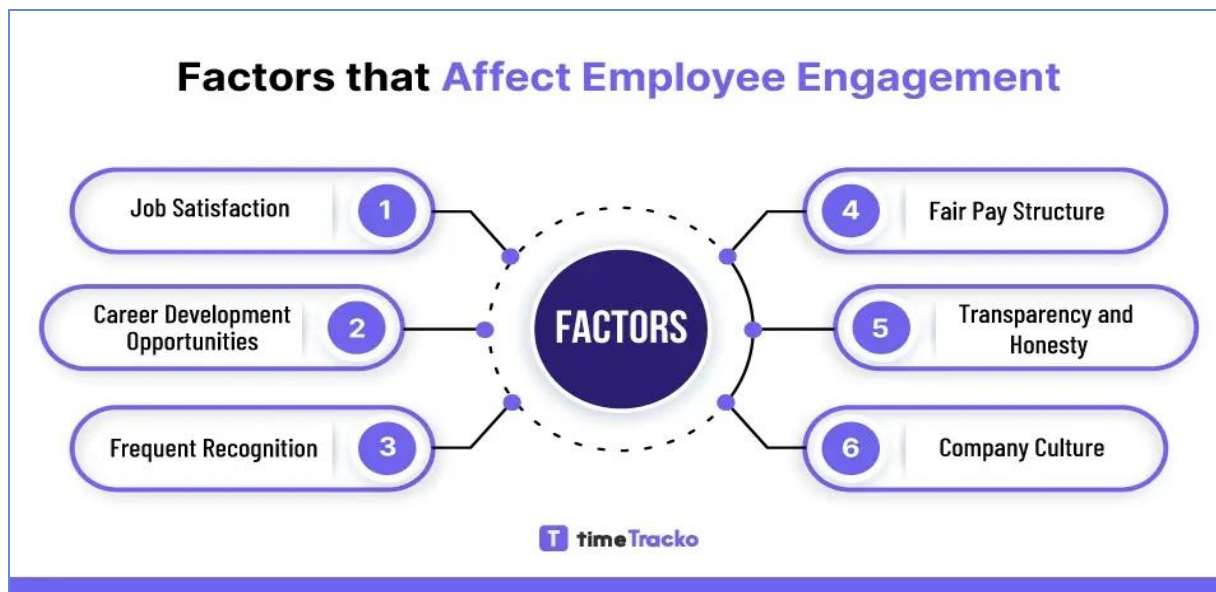 Factors that Affect Employee Engagement
Job Satisfaction
1
Career Development
Opportunities
2
Frequent Recognition
3
FACTORS
4
Fair Pay Structure
5
Transparency and
Honesty
6
Company Culture
T timeTracko